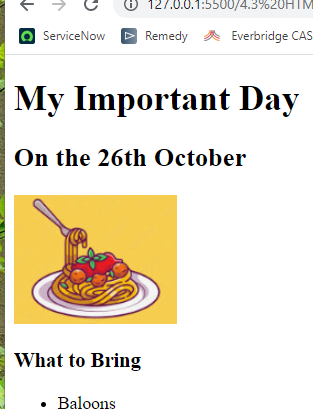 127.0.0.1:5500/4.3%20HTM
ServiceNow Remedy Everbridge CAS
My Important Day
On the 26th October
What to Bring
Baloons